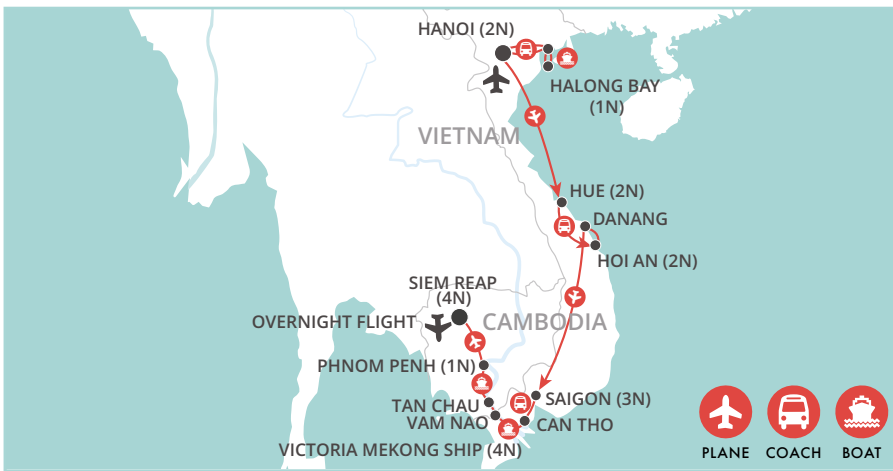 HANOI (2N)
HALONG BAY
(1N)
VIETNAM
HUE (2N)
DANANG
HOI AN (2N)
SIEM REAP
(4N)
OVERNIGHT FLIGHT
CAMBODIA
PHNOM PENH (1N)
TAN CHAU
SAIGON (3N)
VAM NAO
CAN THO
VICTORIA MEKONG SHIP (4N)
PLANE
COACH
BOAT